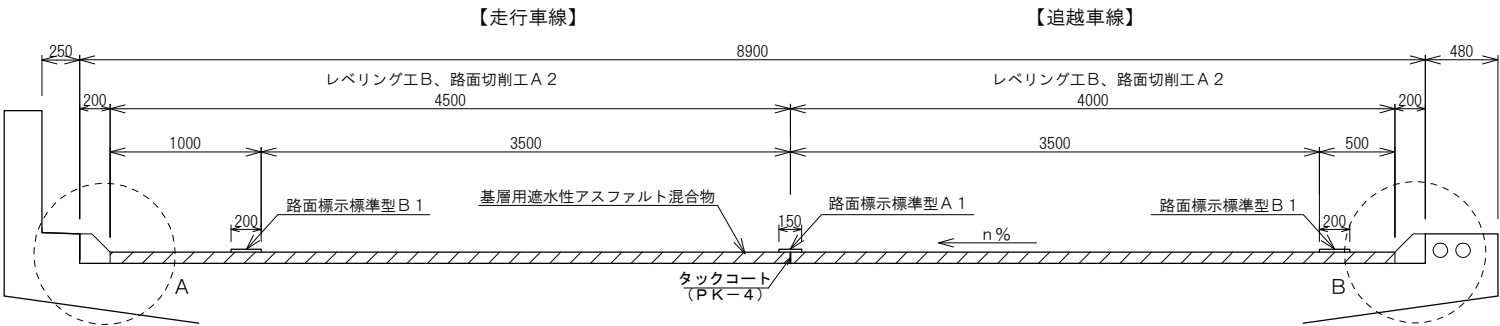 【走行車線】
【追越車線】
250
8900
480
レベリング工B、路面切削工A2
レベリング工B、路面切削工A2
200
4500
4000
200
1000
3500
3500
500
路面標示標準型B1
基層用遮水性アスファルト混合物
路面標示標準型A1
路面標示標準型B1
200
150
n%
200
タックコート
(PK-4)
A
B